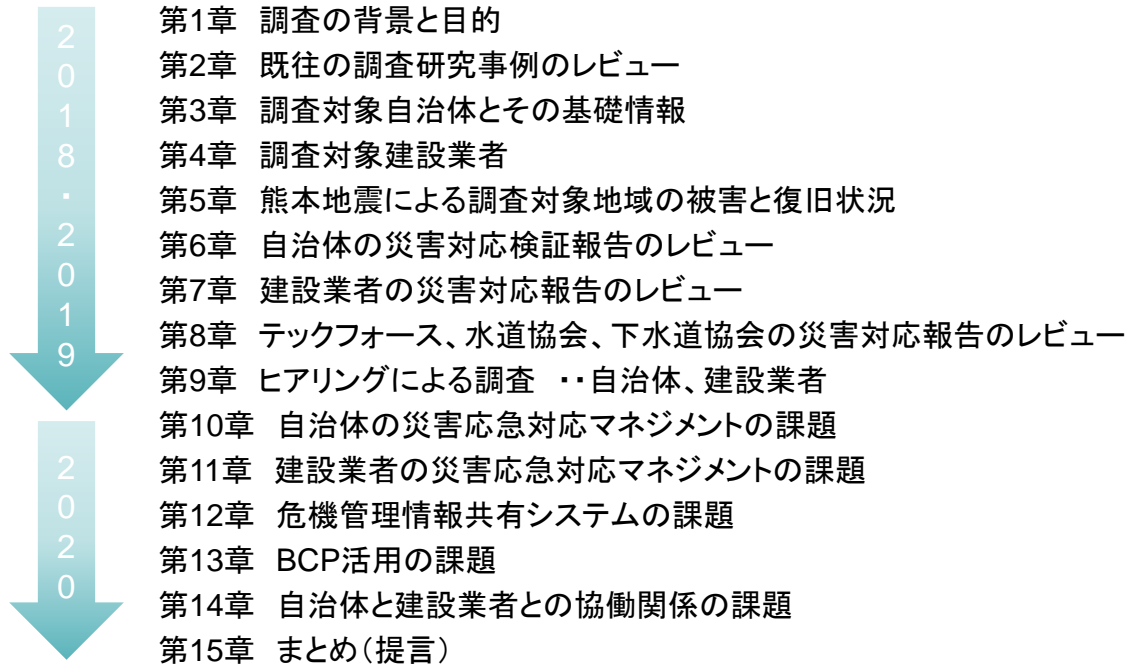 2018・2019
第1章 調査の背景と目的
第2章 既往の調査研究事例のレビュー
第3章 調査対象自治体とその基礎情報
第4章 調査対象建設業者
第5章 熊本地震による調査対象地域の被害と復旧状況
第6章 自治体の災害対応検証報告のレビュー
第7章 建設業者の災害対応報告のレビュー
第8章 テックフォース、水道協会、下水道協会の災害対応報告のレビュー
第9章 ヒアリングによる調査 ・・自治体、建設業者
2020
第10章 自治体の災害応急対応マネジメントの課題
第11章 建設業者の災害応急対応マネジメントの課題
第12章 危機管理情報共有システムの課題
第13章 BCP活用の課題
第14章 自治体と建設業者との協働関係の課題
第15章 まとめ(提言)